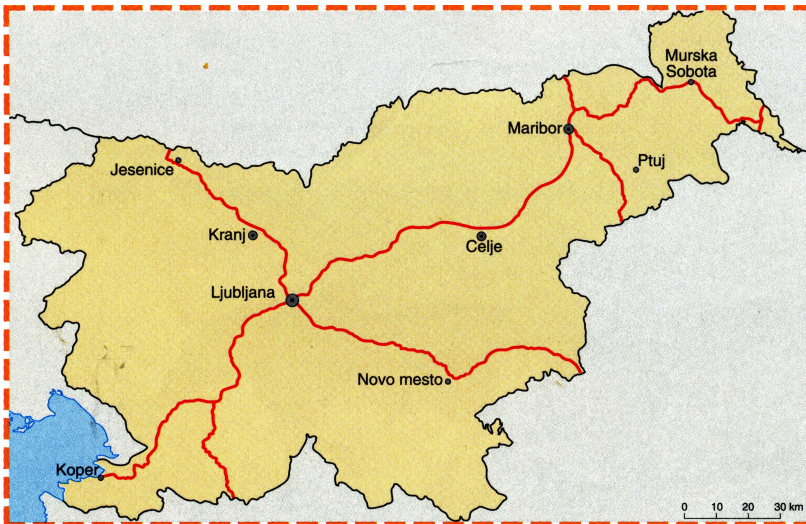 Murska
Sobota
Maribor
Ptuj
Jesenice
Kranj
Celje
Ljubljana
Novo mesto
Koper
0 10 20 30 km